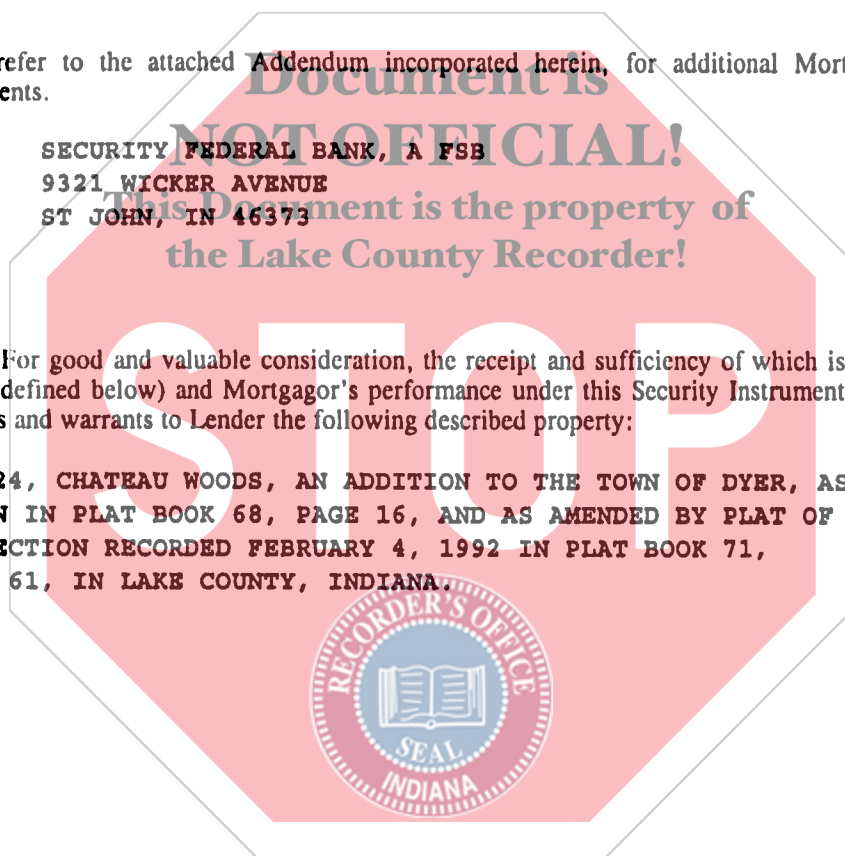 refer to the attached Addendum incorporated herein, for additional Mort
ents.
Document is
NOT OFFICIAL!
This Document is the property of
the Lake County Recorder!
SECURITY FEDERAL BANK, A FSB
9321 WICKER AVENUE
ST JOHN, IN 46373
STOP
For good and valuable consideration, the receipt and sufficiency of which is
defined below) and Mortgagor's performance under this Security Instrument
s and warrants to Lender the following described property:
24, CHATEAU WOODS, AN ADDITION TO THE TOWN OF DYER, AS
N IN PLAT BOOK 68, PAGE 16, AND AS AMENDED BY PLAT OF
ECTION RECORDED FEBRUARY 4, 1992 IN PLAT BOOK 71,
61, IN LAKE COUNTY, INDIANA.
RECORDER'S OFFICE
SEAL
INDIANA